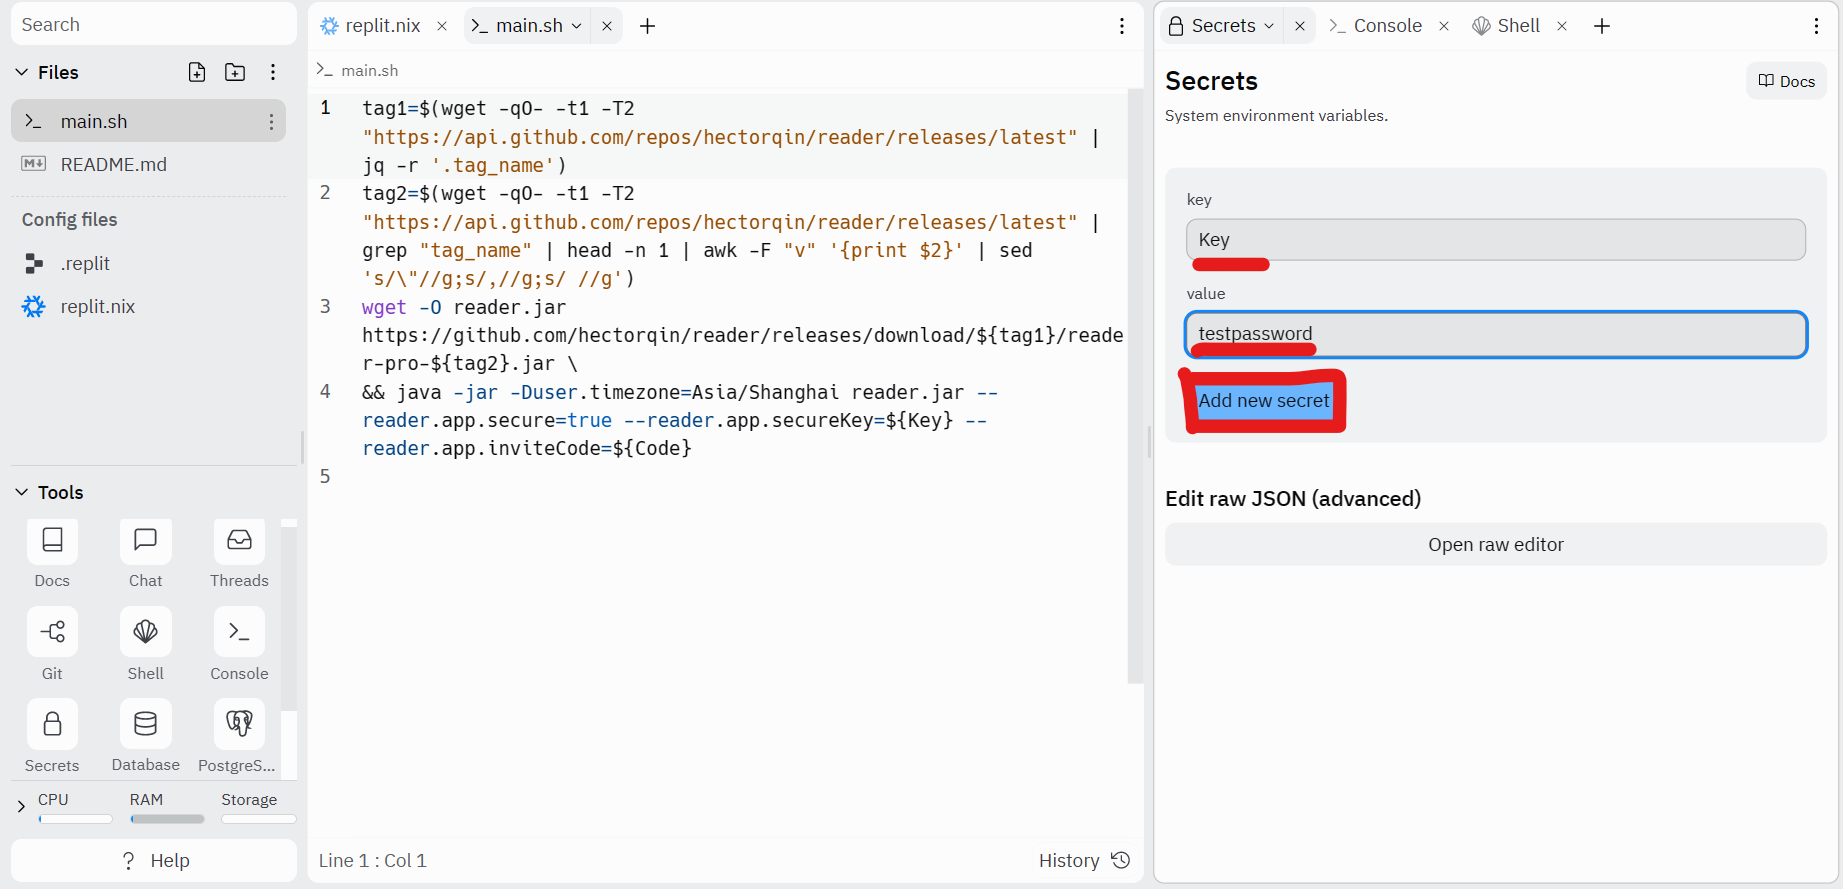 Search
Files
main.sh
README.md
Config files
.replit
replit.nix
Tools
Docs
Chat
Threads
Git
Shell
Console
Secrets
Database
PostgreS...
CPU
RAM
Storage
? Help
replit.nix
main.sh
main.sh
1 tag1=$(wget -qO- -t1 -T2
"https://api.github.com/repos/hectorqin/reader/releases/latest" |
jq -r '.tag_name')
2 tag2=$(wget -qO- -t1 -T2
"https://api.github.com/repos/hectorqin/reader/releases/latest" |
grep "tag_name" | head -n 1 | awk -F "v" '{print $2}' | sed
's/\"//g;s/,//g;s/ //g')
3 wget -O reader.jar
https://github.com/hectorqin/reader/releases/download/${tag1}/reade
r-pro-${tag2}.jar \
4 && java -jar -Duser.timezone=Asia/Shanghai reader.jar --
reader.app.secure=true --reader.app.secureKey=${Key} --
reader.app.inviteCode=${Code}
5
Line 1 : Col 1
History
Secrets
Console
Shell
Secrets
Docs
System environment variables.
key
Key
value
testpassword
Add new secret
Edit raw JSON (advanced)
Open raw editor